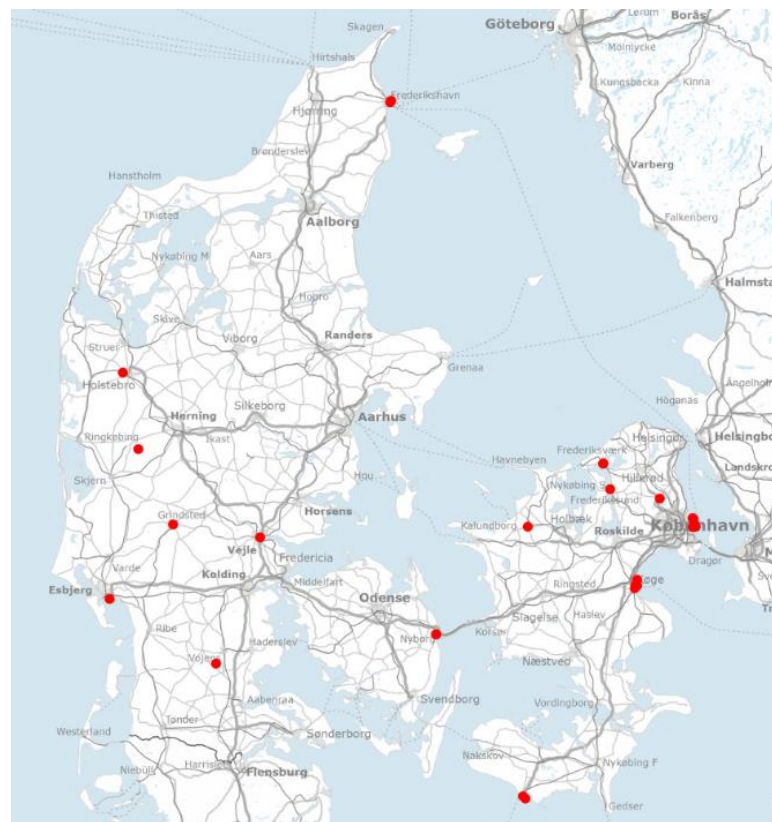 Skagen
Göteborg
Lerum
Borås
Mölnlycke
Hirtshals
Kungsbacka
Kinna
Frederikshavn
Hjørring
Brønderslev
Varberg
Hanstholm
Thisted
Aalborg
Falkenberg
Nykøbing M
Aars
Halmsta
Hobro
Skive
Viborg
Randers
Struer
Grenaa
Ängelholm
Holstebro
Silkeborg
Höganäs
Herning
Aarhus
Ringkøbing
Ikast
Helsingør
Helsingbo
Frederiksværk
Havnebyen
Landskro
Skjern
Hou
Hillerød
Nykøbing S
Frederikssund
Grindsted
Horsens
Kalundborg
Holbæk
København
Roskilde
Vejle
Dragør
Fredericia
Varde
Esbjerg
Kolding
Middelfart
Køge
Ringsted
Odense
Haslev
Slagelse
Ribe
Haderslev
Nyborg
Korsør
Vojens
Næstved
Aabenraa
Svendborg
Vordingborg
Tønder
Westerland
Sønderborg
Nakskov
Niebüll
Harrislee
Flensburg
Nykøbing F
Gedser